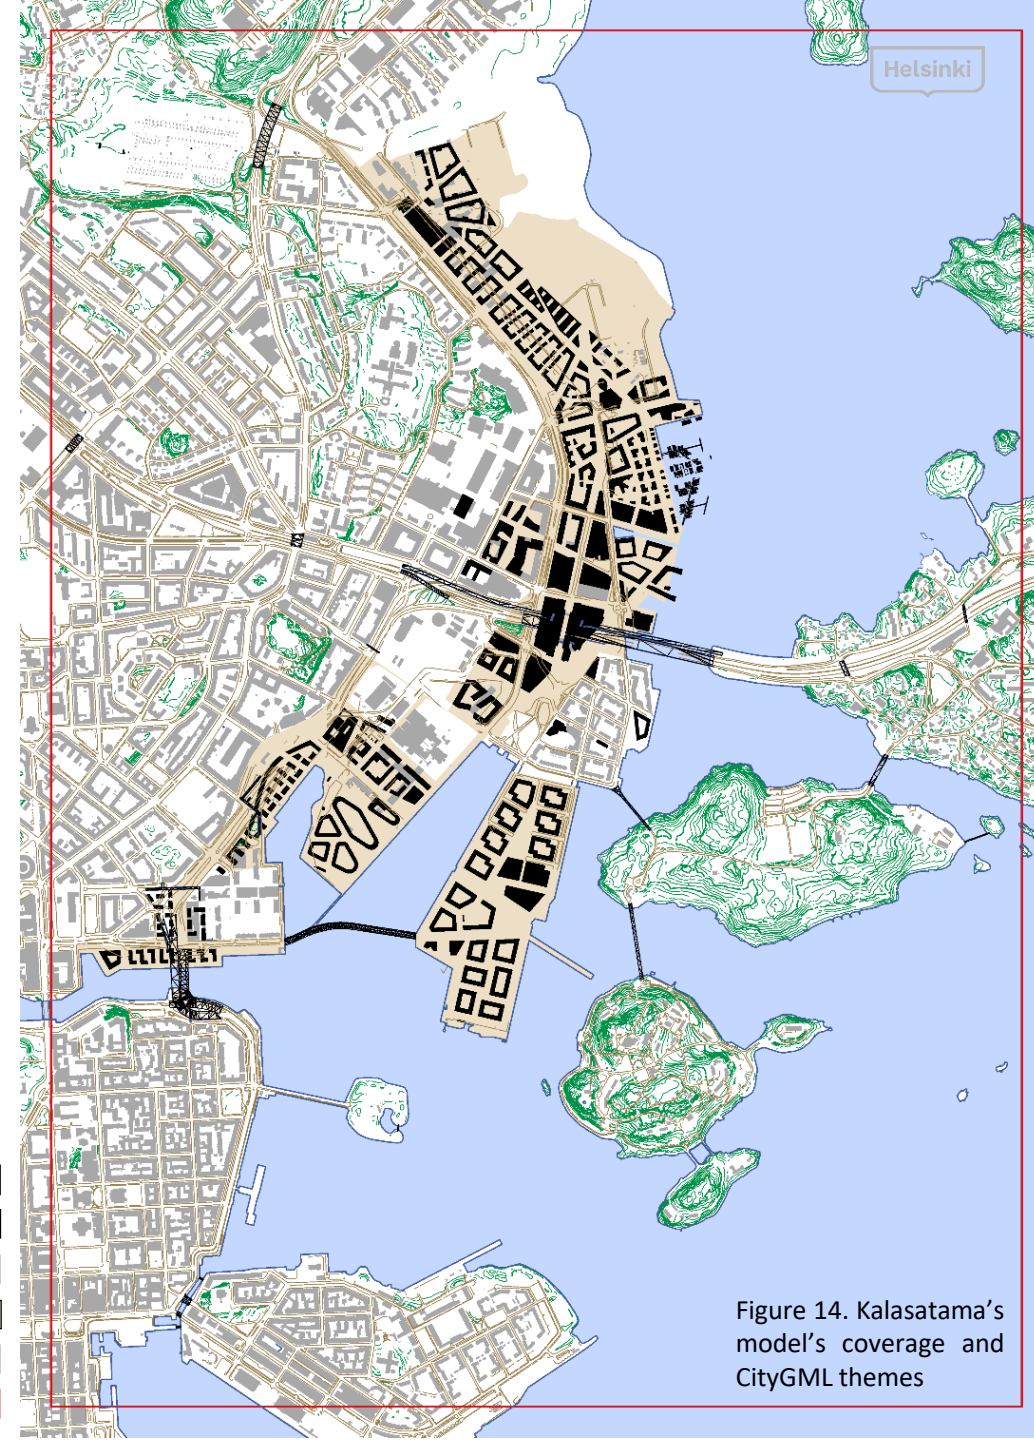 Helsinki
Figure 14. Kalasatama’s
model’s coverage and
CityGML themes